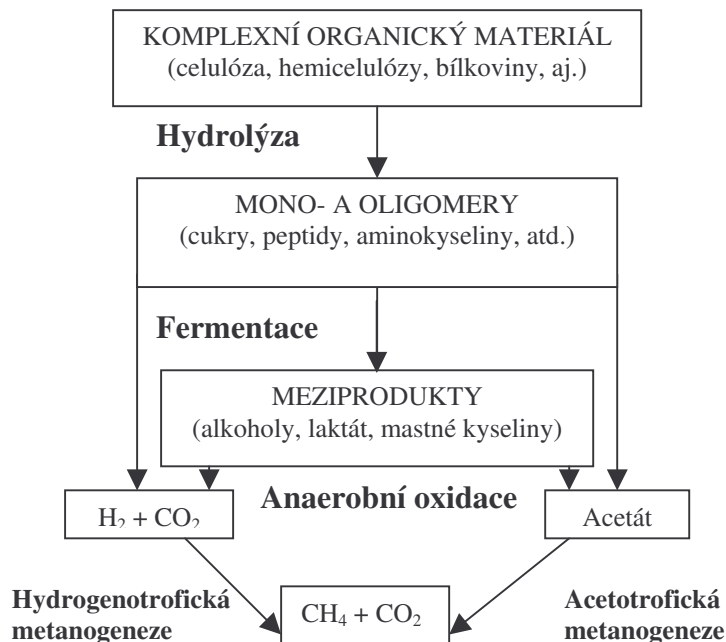 KOMPLEXNÍ ORGANICKÝ MATERIÁL
(celulóza, hemicelulózy, bílkoviny, aj.)
Hydrolýza
MONO- A OLIGOMERY
(cukry, peptidy, aminokyseliny, atd.)
Fermentace
MEZIPRODUKTY
(alkoholy, laktát, mastné kyseliny)
Anaerobní oxidace
H₂ + CO₂
Acetát
Hydrogenotrofická
metanogeneze
CH₄ + CO₂
Acetotrofická
metanogeneze